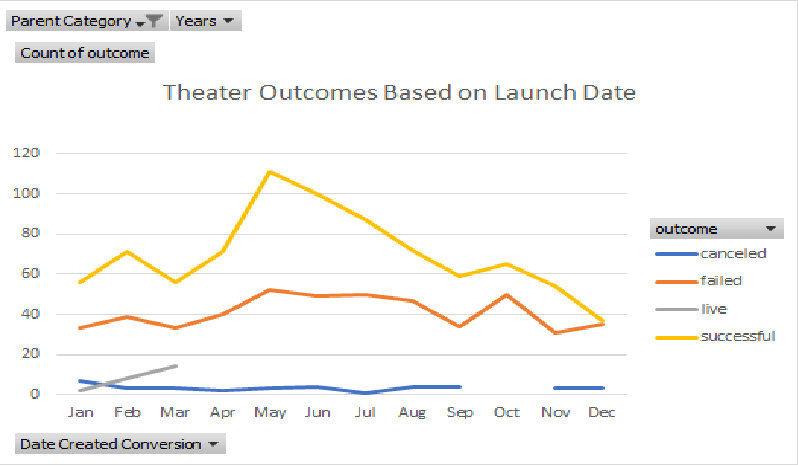 Parent Category Years
Count of outcome
Theater Outcomes Based on Launch Date
120
100
80
60
40
20
0
Jan Feb Mar Apr May Jun Jul Aug Sep Oct Nov Dec
outcome
canceled
failed
live
successful
Date Created Conversion